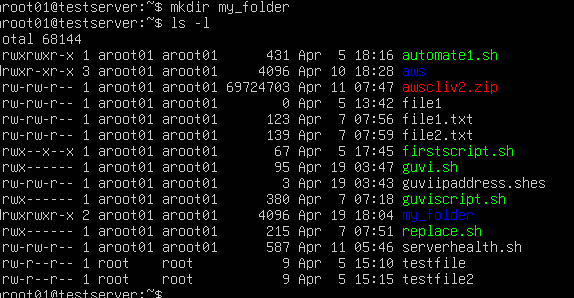 aroot01@testserver:~$ mkdir my_folder
aroot01@testserver:~$ ls -l
otal 68144
rwxrwxr-x 1 aroot01 aroot01      431 Apr  5 18:16 automate1.sh
drwxr-xr-x 3 aroot01 aroot01     4096 Apr 10 18:28 aws
rw-rw-r-- 1 aroot01 aroot01 69724703 Apr 11 07:47 awscliv2.zip
rw-rw-r-- 1 aroot01 aroot01        0 Apr  5 13:42 file1
rw-rw-r-- 1 aroot01 aroot01      123 Apr  7 07:56 file1.txt
rw-rw-r-- 1 aroot01 aroot01      139 Apr  7 07:59 file2.txt
rwx--x--x 1 aroot01 aroot01       67 Apr  5 17:45 firstscript.sh
rwx------ 1 aroot01 aroot01       95 Apr 19 03:47 guvi.sh
rw-rw-r-- 1 aroot01 aroot01        3 Apr 19 03:43 guviipaddress.shes
rwx------ 1 aroot01 aroot01      380 Apr  7 07:18 guviscript.sh
drwxrwxr-x 2 aroot01 aroot01     4096 Apr 19 18:04 my_folder
rwx------ 1 aroot01 aroot01      215 Apr  7 07:51 replace.sh
rw-rw-r-- 1 aroot01 aroot01      587 Apr 11 05:46 serverhealth.sh
rw-r--r-- 1 root    root           9 Apr  5 15:10 testfile
rw-r--r-- 1 root    root           9 Apr  5 15:15 testfile2
aroot01@testserver:~$